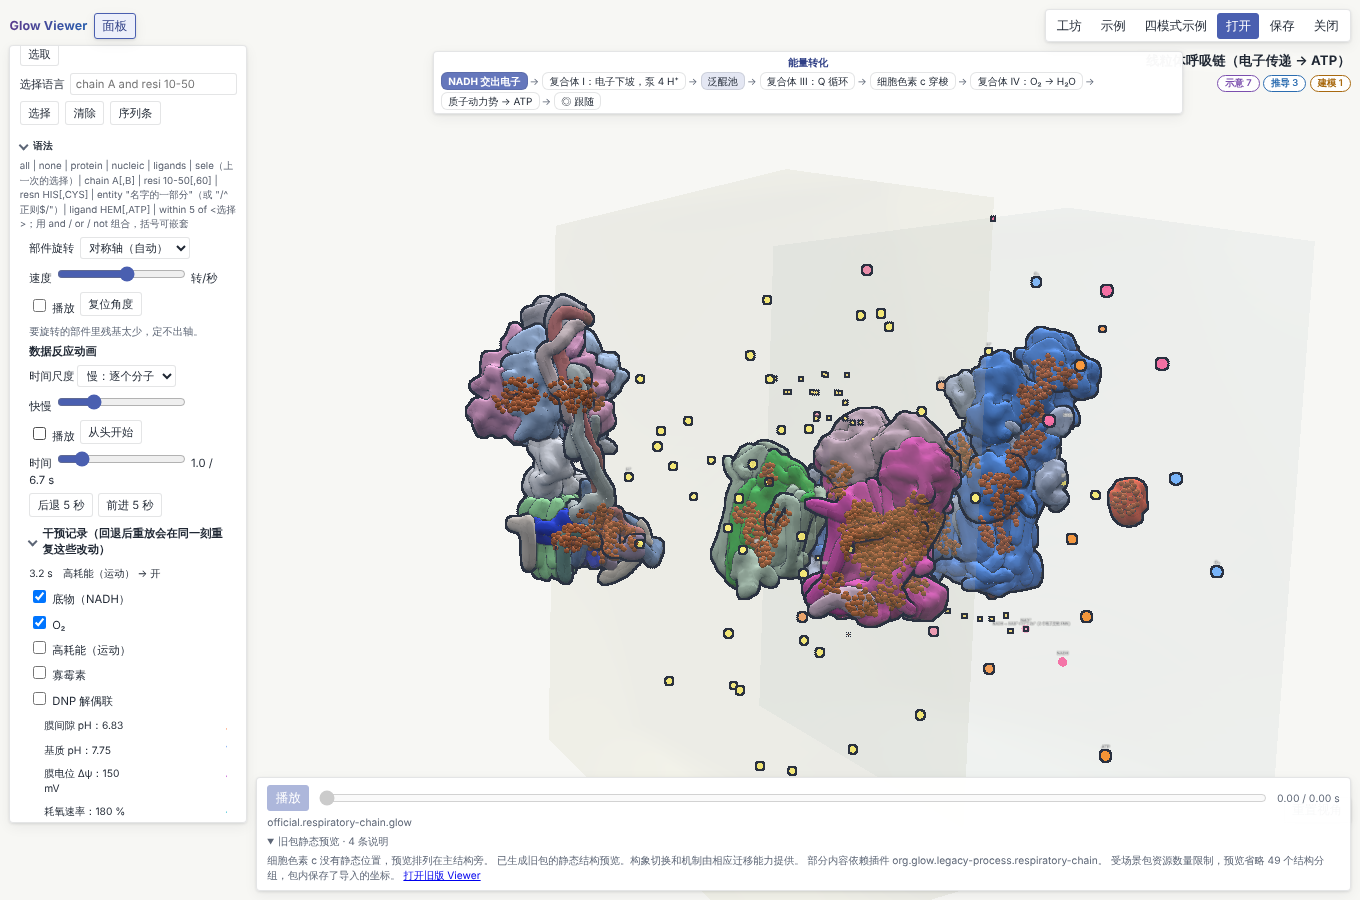 Glow Viewer 面板
工坊 示例 四模式示例 打开 保存 关闭
选取
选择语言 chain A and resi 10-50
选择 清除 序列条
语法
all | none | protein | nucleic | ligands | sele（上
一次的选择）| chain A[,B] | resi 10-50[,60] |
resn HIS[,CYS] | entity "名字的一部分"（或 "/^
正则$/"）| ligand HEM[,ATP] | within 5 of <选择
>；用 and / or / not 组合，括号可嵌套
部件旋转 对称轴（自动）
速度 转/秒
播放 复位角度
要旋转的部件里残基太少，定不出轴。
数据反应动画
时间尺度 慢：逐个分子
快慢
播放 从头开始
时间 1.0 /
6.7 s
后退 5 秒 前进 5 秒
干预记录（回退后重放会在同一刻重
复这些改动）
3.2 s 高耗能（运动） → 开
底物（NADH）
O₂
高耗能（运动）
寡霉素
DNP 解偶联
膜间隙 pH：6.83
基质 pH：7.75
膜电位 Δψ：150
mV
耗氧速率：180 %
能量转化
NADH 交出电子 → 复合体 I：电子下坡，泵 4 H⁺ → 泛醌池 → 复合体 III：Q 循环 → 细胞色素 c 穿梭 → 复合体 IV：O₂ → H₂O →
质子动力势 → ATP → ◎ 跟随
呼吸链（电子传递 → ATP）
示意 7 推导 3 建模 1
播放 0.00 / 0.00 s
official.respiratory-chain.glow
▼ 旧包静态预览 · 4 条说明
细胞色素 c 没有静态位置，预览排列在主结构旁。 已生成旧包的静态结构预览。构象切换和机制由相应迁移能力提供。 部分内容依赖插件 org.glow.legacy-process.respiratory-chain。 受场景包资源数量限制，预览省略 49 个结构分
组，包内保存了导入的坐标。 打开旧版 Viewer